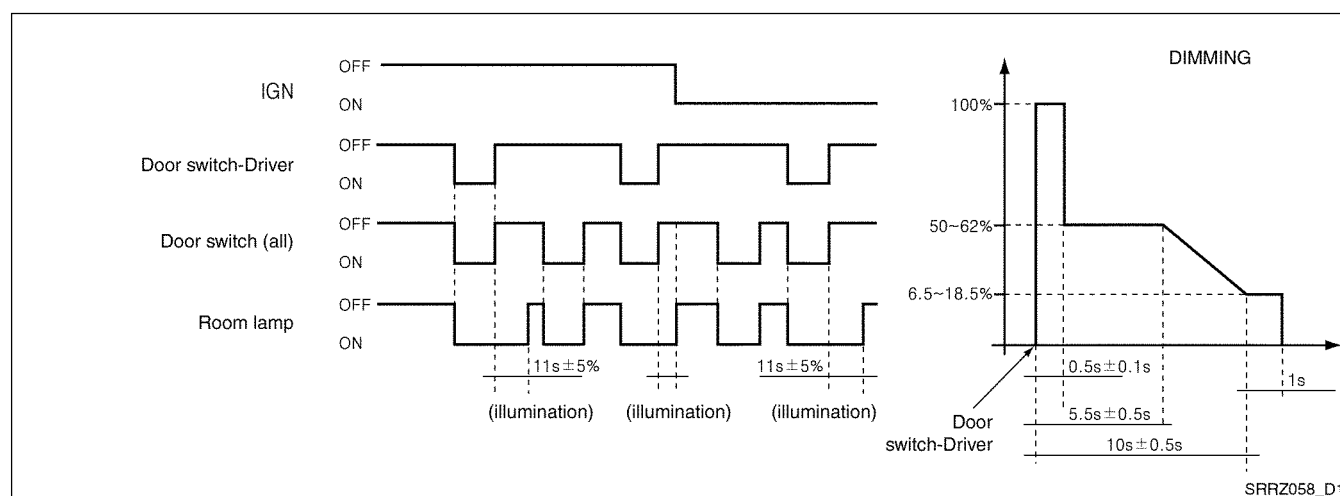 DIMMING
IGN
OFF
ON
Door switch-Driver
OFF
ON
Door switch (all)
OFF
ON
Room lamp
OFF
ON
11s±5%
11s±5%
(illumination)
(illumination)
(illumination)
100%
50~62%
6.5~18.5%
0.5s±0.1s
1s
5.5s±0.5s
10s±0.5s
Door
switch-Driver
SRRZ058_D1